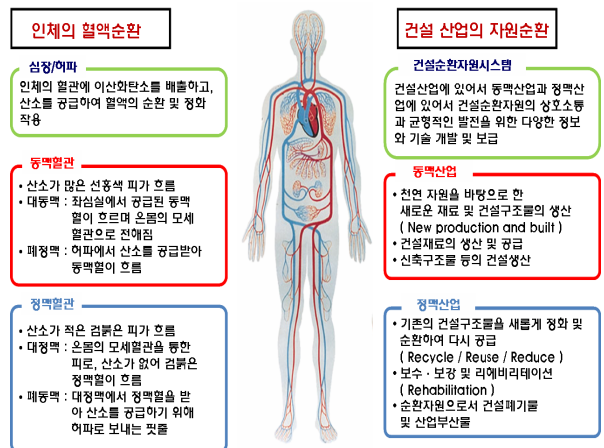 인체의 혈액순환
심장/허파
인체의 혈관에 이산화탄소를 배출하고,
산소를 공급하여 혈액의 순환 및 정화
작용
동맥혈관
• 산소가 많은 선홍색 피가 흐름
• 대동맥 : 좌심실에서 공급된 동맥
혈이 흐르며 온몸의 모세
혈관으로 전해짐
• 폐정맥 : 허파에서 산소를 공급받아
동맥혈이 흐름
정맥혈관
• 산소가 적은 검붉은 피가 흐름
• 대정맥 : 온몸의 모세혈관을 통한
피로, 산소가 없어 검붉은
정맥혈이 흐름
• 폐동맥 : 대정맥에서 정맥혈을 받
아 산소를 공급하기 위해
허파로 보내는 핏줄
건설 산업의 자원순환
건설순환자원시스템
건설산업에 있어서 동맥산업과 정맥산
업에 있어서 건설순환자원의 상호소통
과 균형적인 발전을 위한 다양한 정보
와 기술 개발 및 보급
동맥산업
• 천연 자원을 바탕으로 한
새로운 재료 및 건설구조물의 생산
( New production and built )
• 건설재료의 생산 및 공급
• 신축구조물 등의 건설생산
정맥산업
• 기존의 건설구조물을 새롭게 정화 및
순환하여 다시 공급
( Recycle / Reuse / Reduce )
• 보수 · 보강 및 리헤비리테이션
( Rehabilitation )
• 순환자원으로서 건설폐기물
및 산업부산물